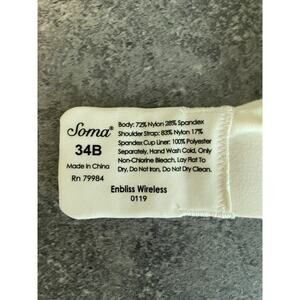 Soma®
34B
Made in China
Rn 79984
Body: 72% Nylon 28% Spandex
Shoulder Strap: 83% Nylon 17%
Spandex Cup Liner: 100% Polyester
Separately, Hand Wash Cold, Only
Non-Chlorine Bleach, Lay Flat To
Dry, Do Not Iron, Do Not Dry Clean.
Enbliss Wireless
0119